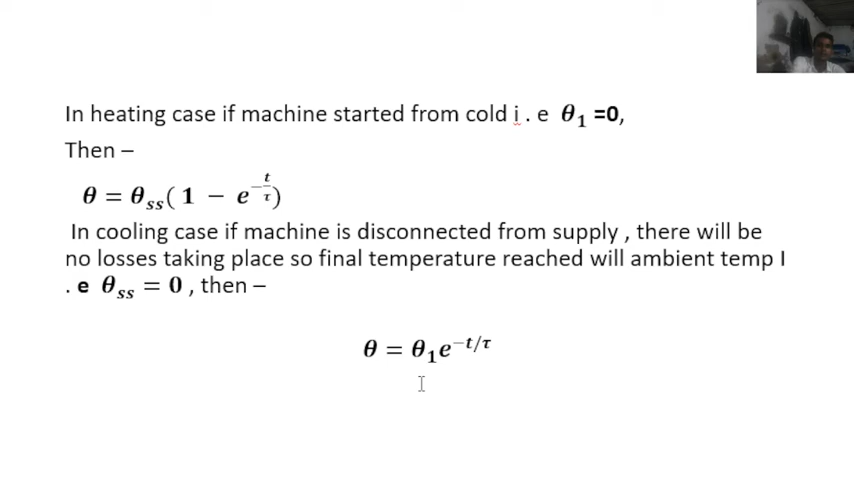 In heating case if machine started from cold i . e θ₁ =0,
Then –
θ = θₛₛ( 1 − e^(−t/τ))
In cooling case if machine is disconnected from supply , there will be
no losses taking place so final temperature reached will ambient temp I
. e θₛₛ = 0 , then –
θ = θ₁e^(−t/τ)